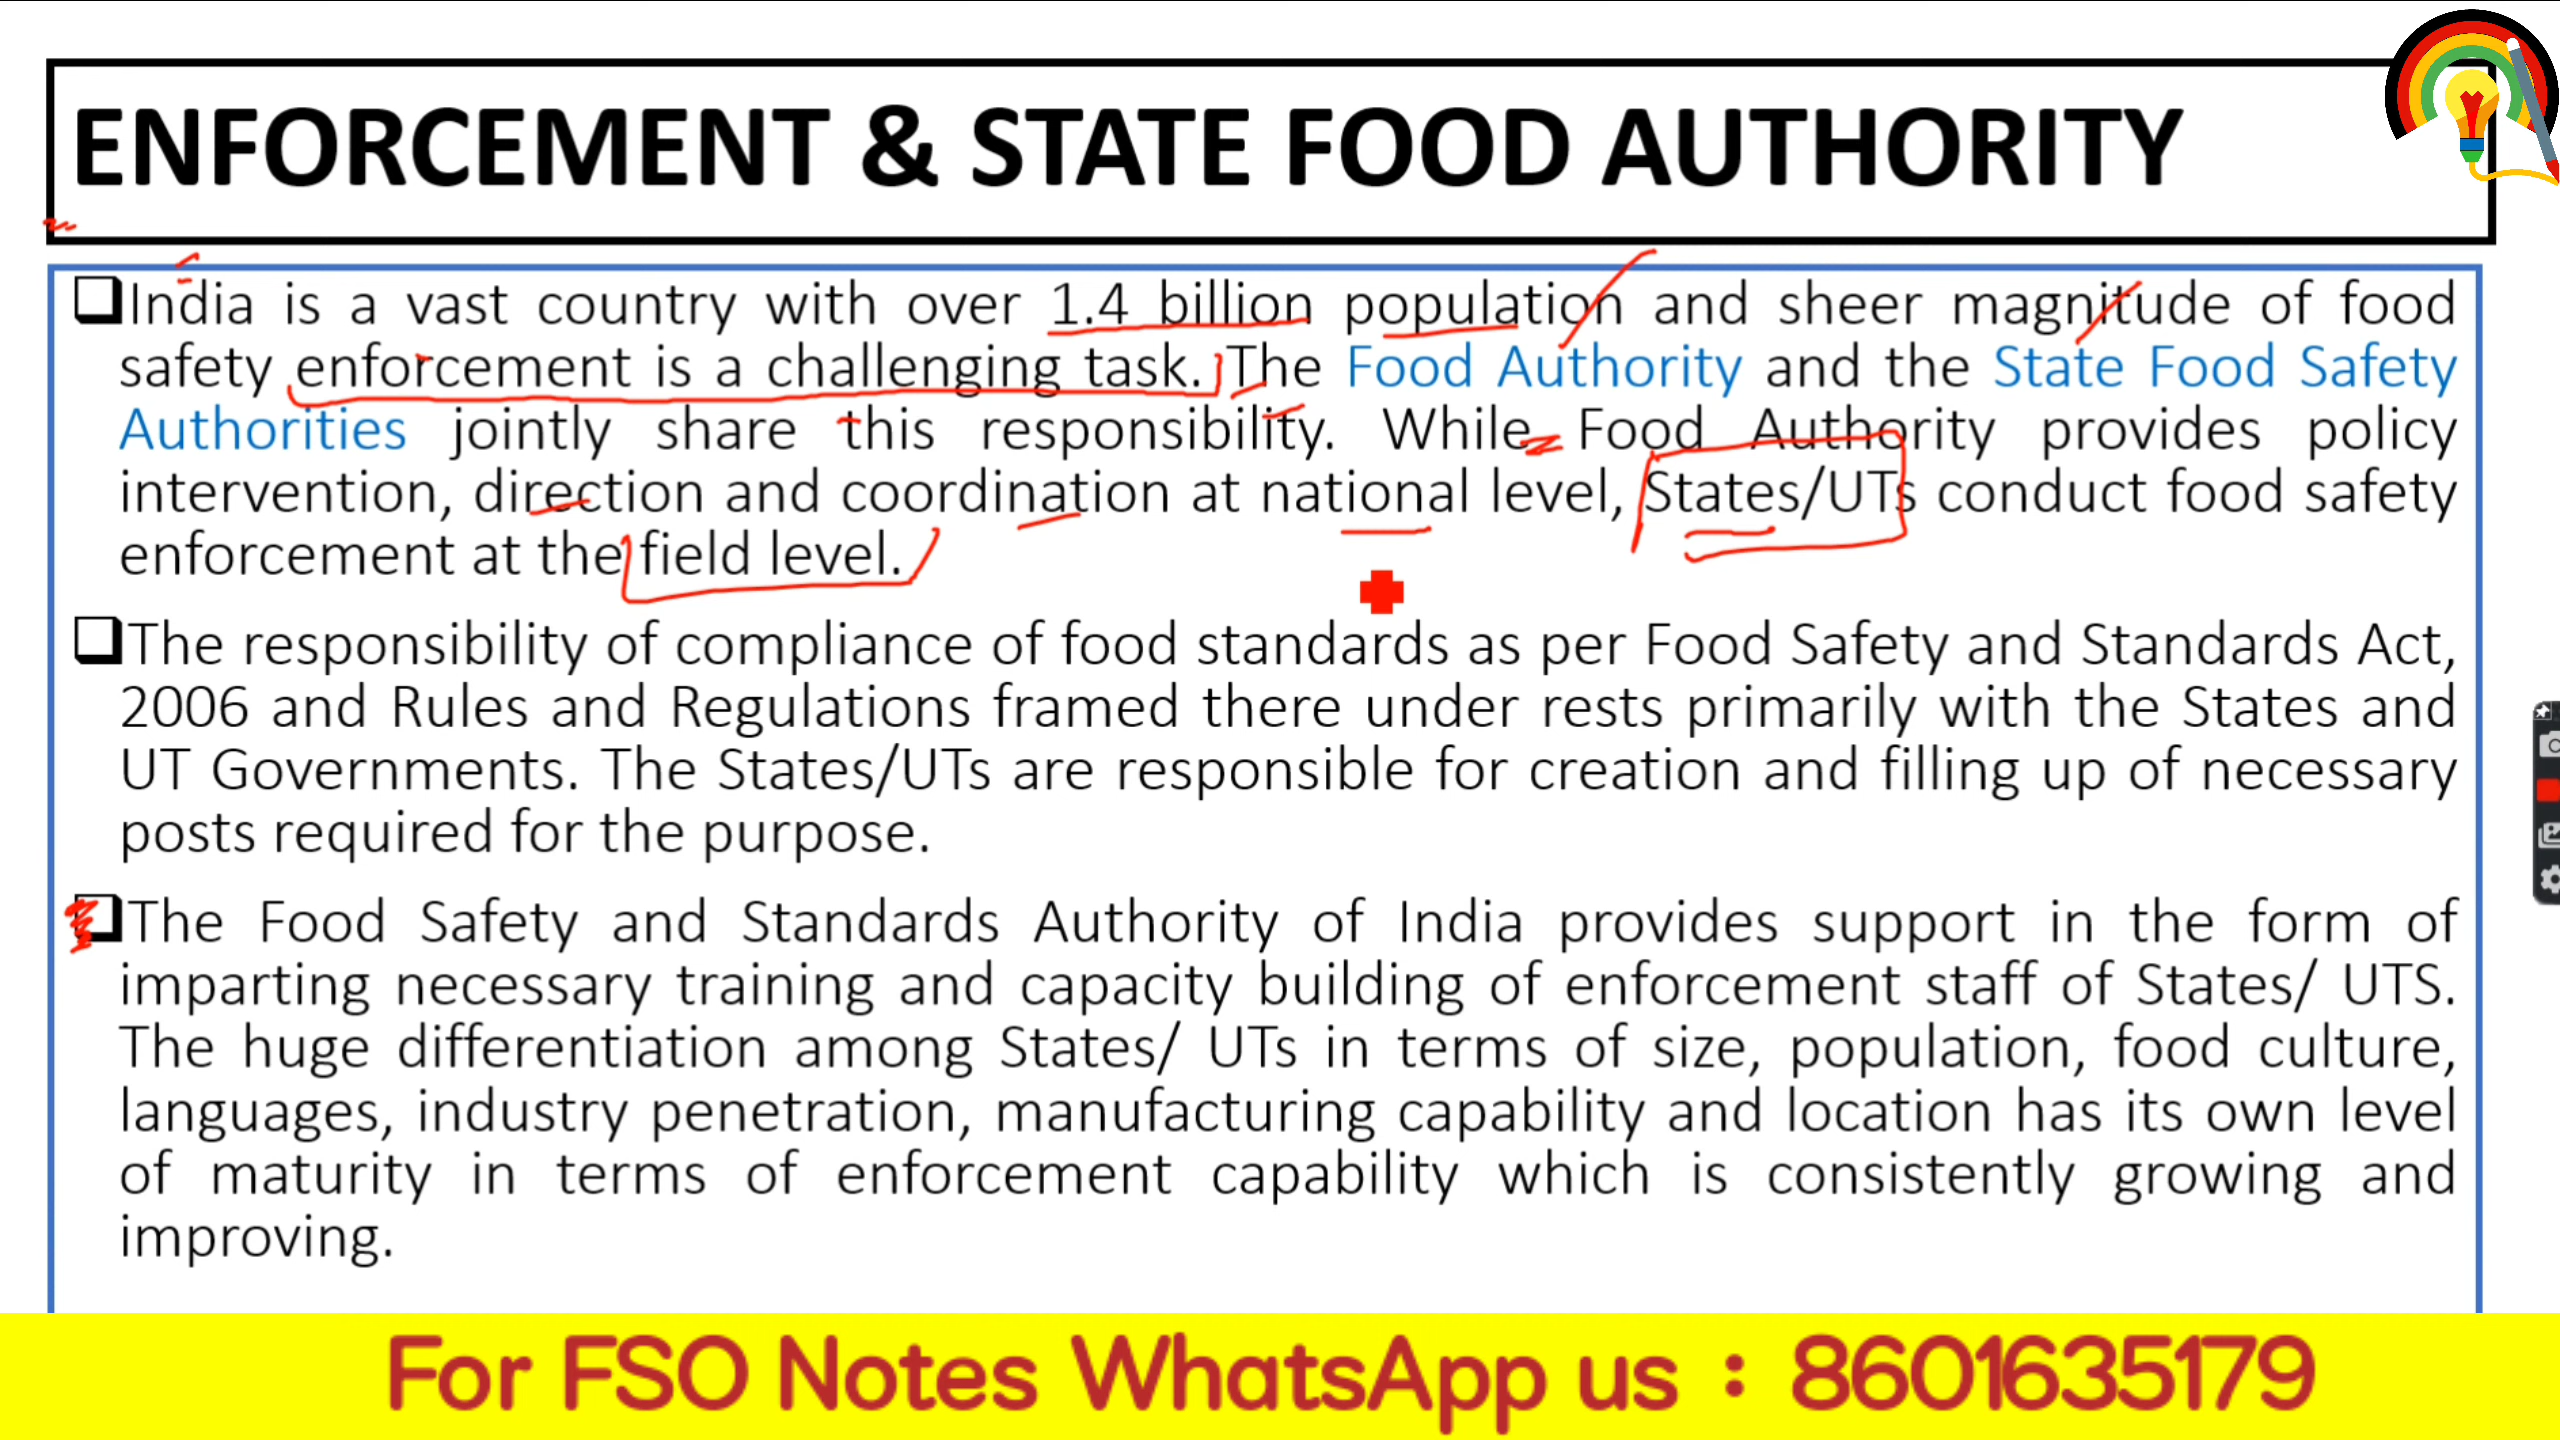 ENFORCEMENT & STATE FOOD AUTHORITY
India is a vast country with over 1.4 billion population and sheer magnitude of food
safety enforcement is a challenging task. The Food Authority and the State Food Safety
Authorities jointly share this responsibility. While Food Authority provides policy
intervention, direction and coordination at national level, States/UTs conduct food safety
enforcement at the field level.
The responsibility of compliance of food standards as per Food Safety and Standards Act,
2006 and Rules and Regulations framed there under rests primarily with the States and
UT Governments. The States/UTs are responsible for creation and filling up of necessary
posts required for the purpose.
The Food Safety and Standards Authority of India provides support in the form of
imparting necessary training and capacity building of enforcement staff of States/ UTS.
The huge differentiation among States/ UTs in terms of size, population, food culture,
languages, industry penetration, manufacturing capability and location has its own level
of maturity in terms of enforcement capability which is consistently growing and
improving.
For FSO Notes WhatsApp us : 8601635179